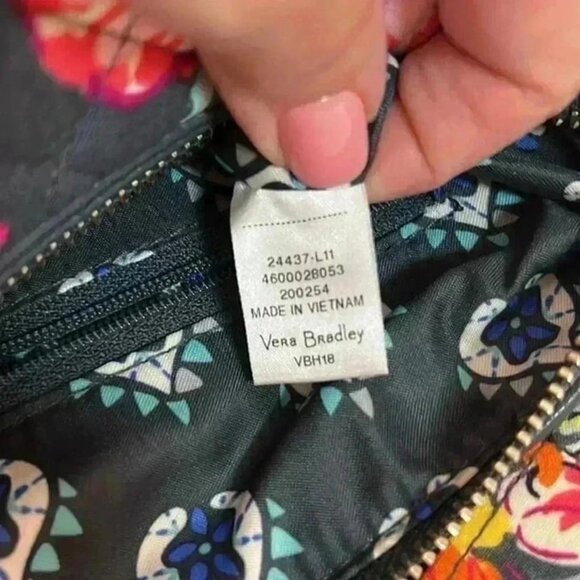 24437-L11
4600028053
200254
MADE IN VIETNAM
Vera Bradley
VBH18